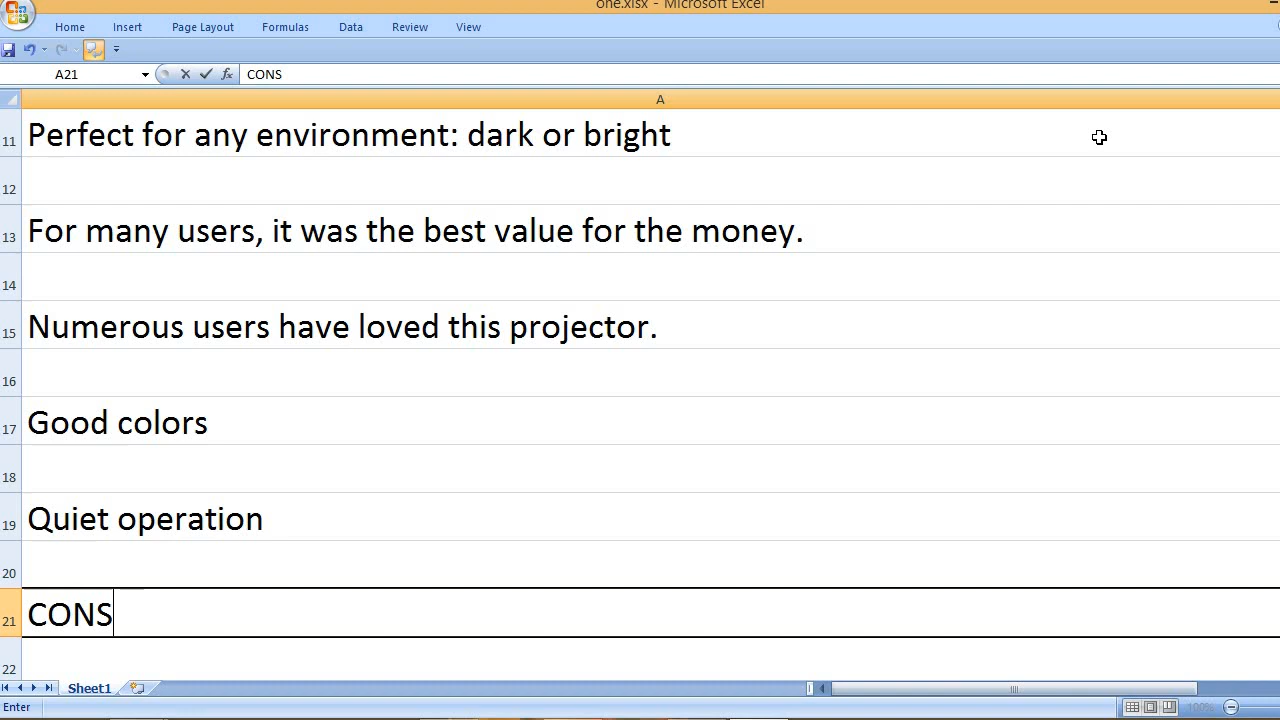 one.xlsx - Microsoft Excel
Home Insert Page Layout Formulas Data Review View
A21 fx CONS
A
11 Perfect for any environment: dark or bright
12
13 For many users, it was the best value for the money.
14
15 Numerous users have loved this projector.
16
17 Good colors
18
19 Quiet operation
20
21 CONS
22
Sheet1
Enter 100%